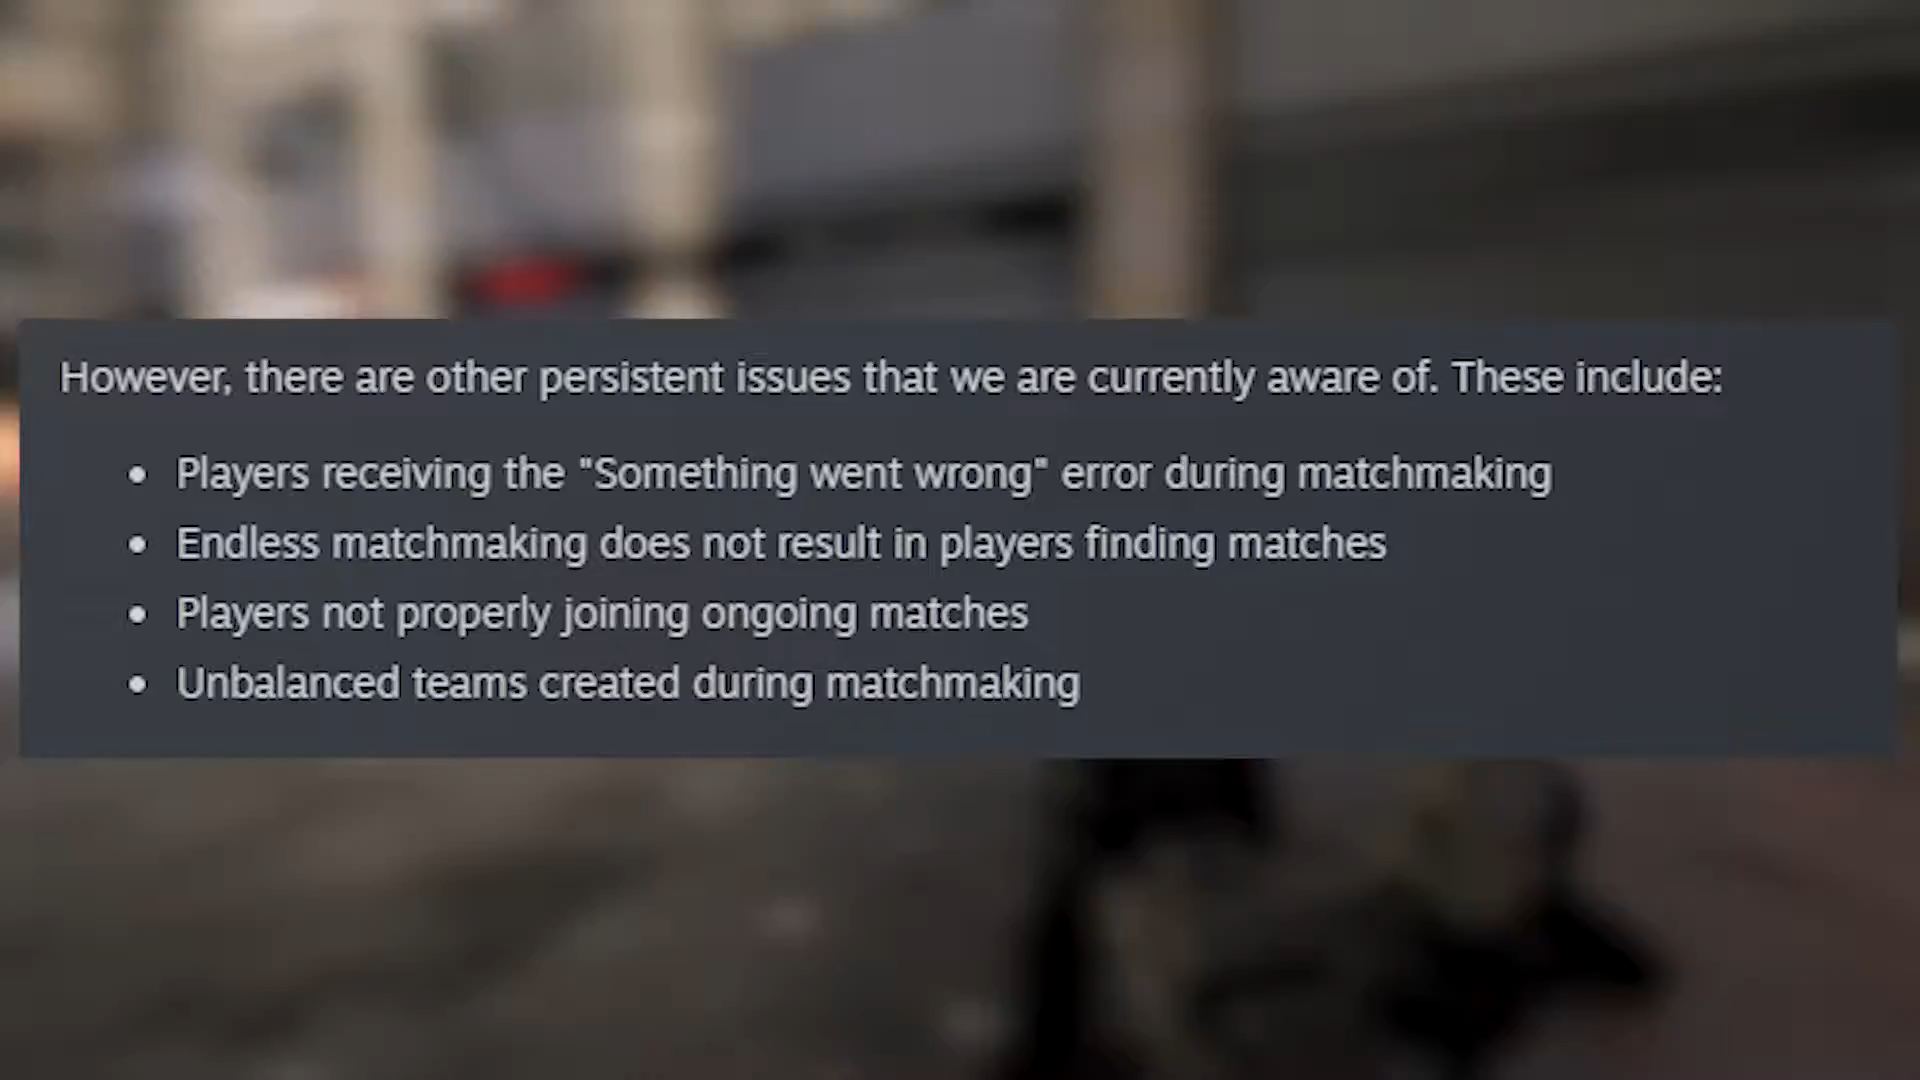 However, there are other persistent issues that we are currently aware of. These include:
• Players receiving the "Something went wrong" error during matchmaking
• Endless matchmaking does not result in players finding matches
• Players not properly joining ongoing matches
• Unbalanced teams created during matchmaking